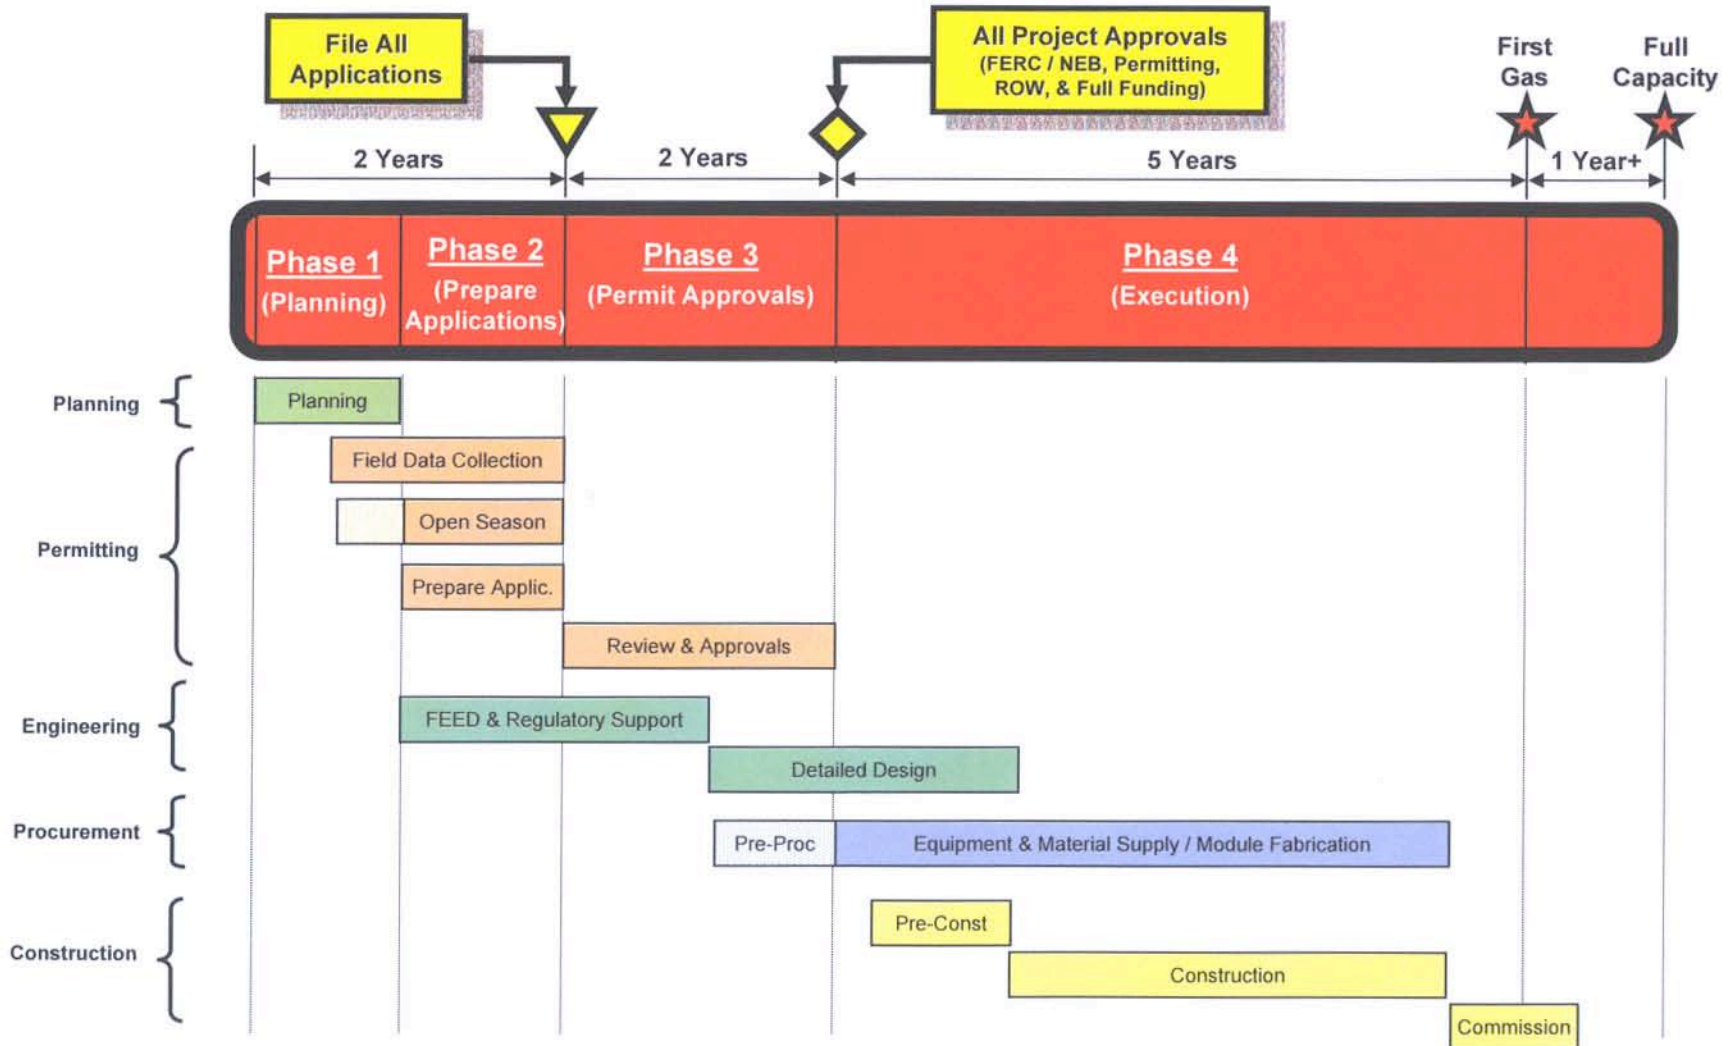 File All
Applications
All Project Approvals
(FERC / NEB, Permitting,
ROW, & Full Funding)
First
Gas
Full
Capacity
2 Years
2 Years
5 Years
1 Year+
Phase 1
(Planning)
Phase 2
(Prepare
Applications)
Phase 3
(Permit Approvals)
Phase 4
(Execution)
Planning
Planning
Permitting
Field Data Collection
Open Season
Prepare Applic.
Review & Approvals
Engineering
FEED & Regulatory Support
Detailed Design
Procurement
Pre-Proc
Equipment & Material Supply / Module Fabrication
Construction
Pre-Const
Construction
Commission